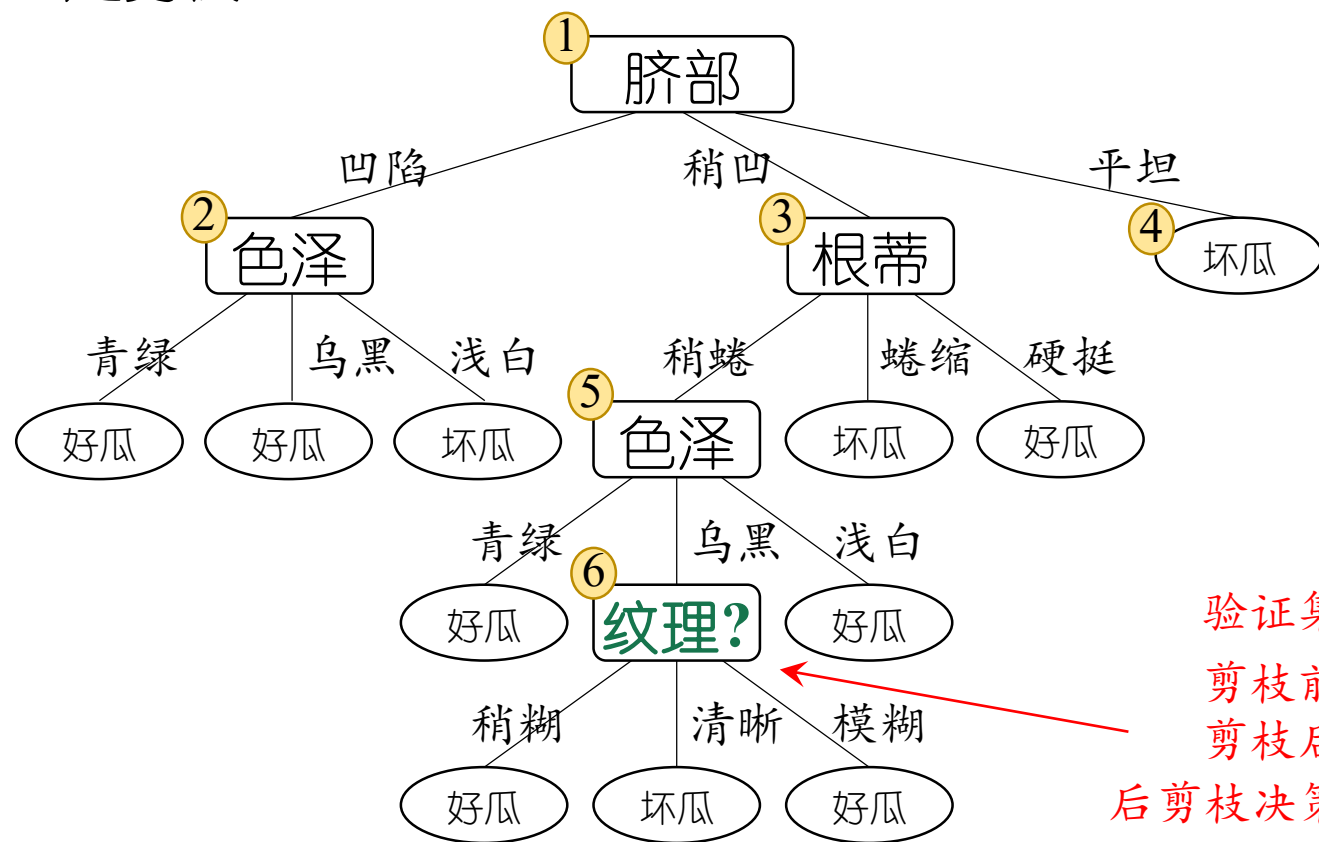 1
脐部
凹陷 稍凹 平坦
2 3 4
色泽 根蒂 坏瓜
青绿 乌黑 浅白 稍蜷 蜷缩 硬挺
5
好瓜 好瓜 坏瓜 色泽 坏瓜 好瓜
青绿 乌黑 浅白
6
好瓜 纹理? 好瓜
验证集
剪枝前
稍糊 清晰 模糊
剪枝后
好瓜 坏瓜 好瓜
后剪枝决策